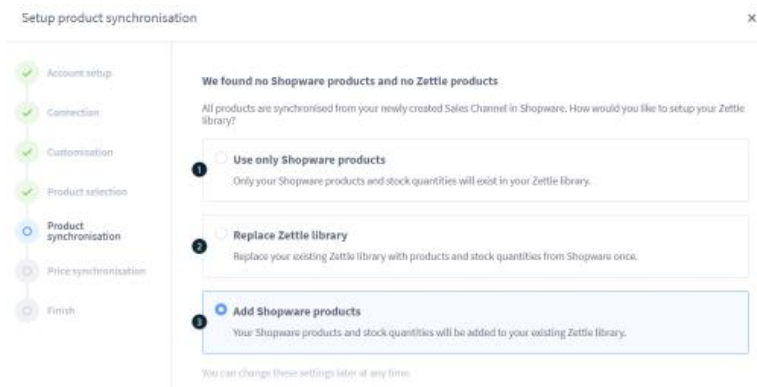 Setup product synchronisation
×
Account setup
Connection
Customisation
Product selection
Product
synchronisation
Price synchronisation
Finish
We found no Shopware products and no Zettle products
All products are synchronised from your newly created Sales Channel in Shopware. How would you like to setup your Zettle
library?
1
Use only Shopware products
Only your Shopware products and stock quantities will exist in your Zettle library.
2
Replace Zettle library
Replace your existing Zettle library with products and stock quantities from Shopware once.
3
Add Shopware products
Your Shopware products and stock quantities will be added to your existing Zettle library.
You can change these settings later at any time.